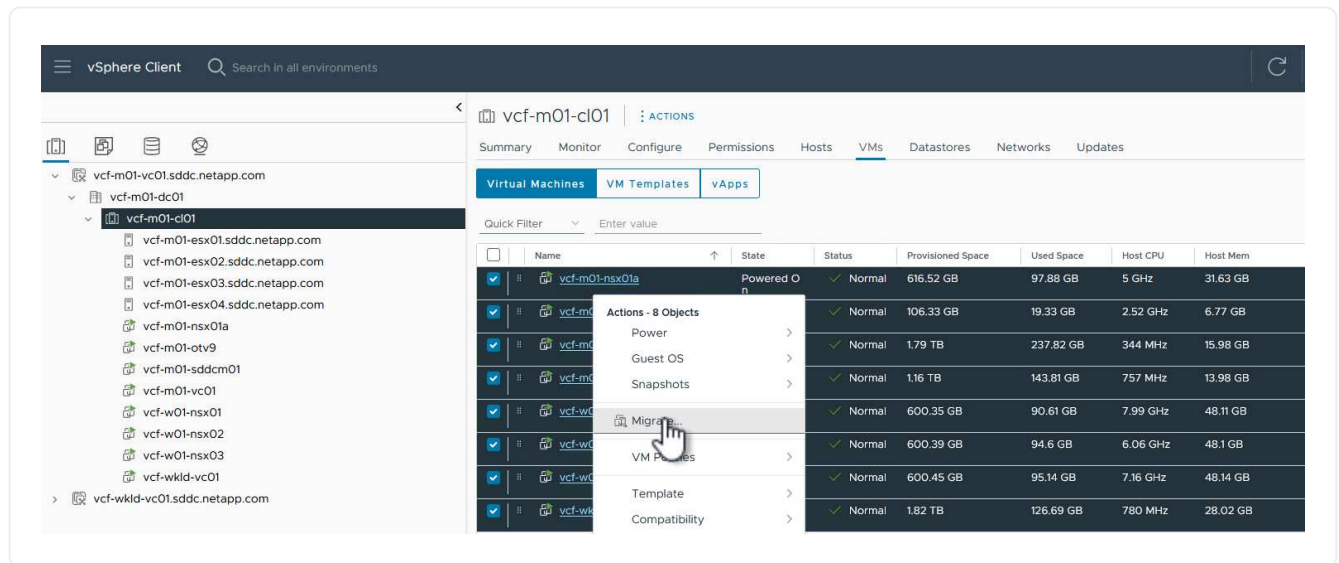 vSphere Client Search in all environments
vcf-m01-cl01 ACTIONS
Summary Monitor Configure Permissions Hosts VMs Datastores Networks Updates
vcf-m01-vc01.sddc.netapp.com
vcf-m01-dc01
vcf-m01-cl01
vcf-m01-esx01.sddc.netapp.com
vcf-m01-esx02.sddc.netapp.com
vcf-m01-esx03.sddc.netapp.com
vcf-m01-esx04.sddc.netapp.com
vcf-m01-nsx01a
vcf-m01-otv9
vcf-m01-sddcm01
vcf-m01-vc01
vcf-w01-nsx01
vcf-w01-nsx02
vcf-w01-nsx03
vcf-wkld-vc01
vcf-wkld-vc01.sddc.netapp.com
Virtual Machines VM Templates vApps
Quick Filter Enter value
Name State Status Provisioned Space Used Space Host CPU Host Mem
vcf-m01-nsx01a Powered O Normal 616.52 GB 97.88 GB 5 GHz 31.63 GB
n
Normal 106.33 GB 19.33 GB 2.52 GHz 6.77 GB
Normal 1.79 TB 237.82 GB 344 MHz 15.98 GB
Normal 1.16 TB 143.81 GB 757 MHz 13.98 GB
Normal 600.35 GB 90.61 GB 7.99 GHz 48.11 GB
Normal 600.39 GB 94.6 GB 6.06 GHz 48.1 GB
Normal 600.45 GB 95.14 GB 7.16 GHz 48.14 GB
Normal 1.82 TB 126.69 GB 780 MHz 28.02 GB
Actions - 8 Objects
Power
Guest OS
Snapshots
Migrate...
VM Policies
Template
Compatibility